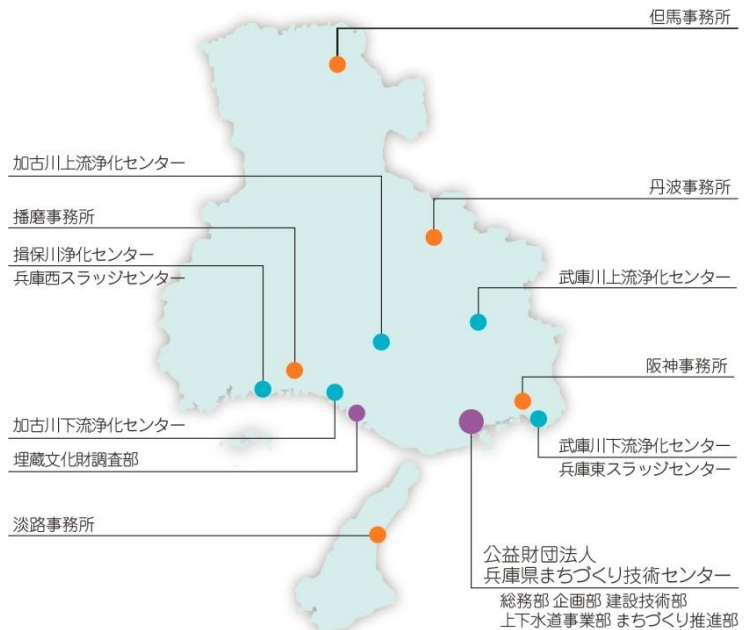 但馬事務所
加古川上流浄化センター
丹波事務所
播磨事務所
揖保川浄化センター
兵庫西スラッジセンター
武庫川上流浄化センター
阪神事務所
加古川下流浄化センター
武庫川下流浄化センター
埋蔵文化財調査部
兵庫東スラッジセンター
淡路事務所
公益財団法人
兵庫県まちづくり技術センター
総務部 企画部 建設技術部
上下水道事業部 まちづくり推進部